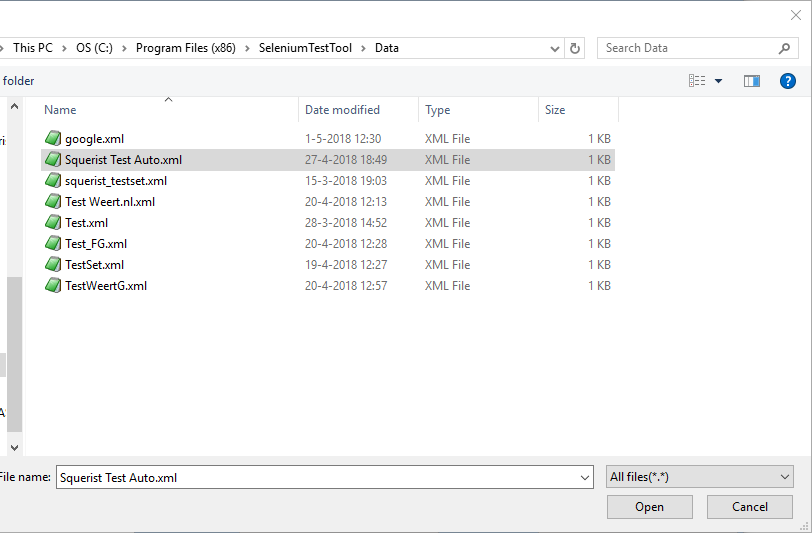 This PC > OS (C:) > Program Files (x86) > SeleniumTestTool > Data Search Data
folder
Name Date modified Type Size
google.xml 1-5-2018 12:30 XML File 1 KB
Squerist Test Auto.xml 27-4-2018 18:49 XML File 1 KB
squerist_testset.xml 15-3-2018 19:03 XML File 1 KB
Test Weert.nl.xml 20-4-2018 12:13 XML File 1 KB
Test.xml 28-3-2018 14:52 XML File 1 KB
Test_FG.xml 20-4-2018 12:28 XML File 1 KB
TestSet.xml 19-4-2018 12:27 XML File 1 KB
TestWeertG.xml 20-4-2018 12:57 XML File 1 KB
File name: Squerist Test Auto.xml All files(*.*)
Open Cancel